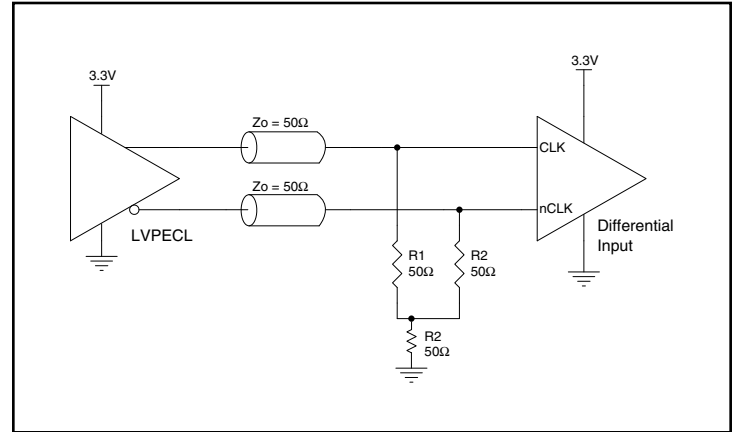 3.3V
3.3V
Zo = 50Ω
CLK
Zo = 50Ω
nCLK
LVPECL
Differential
Input
R1
50Ω
R2
50Ω
R2
50Ω